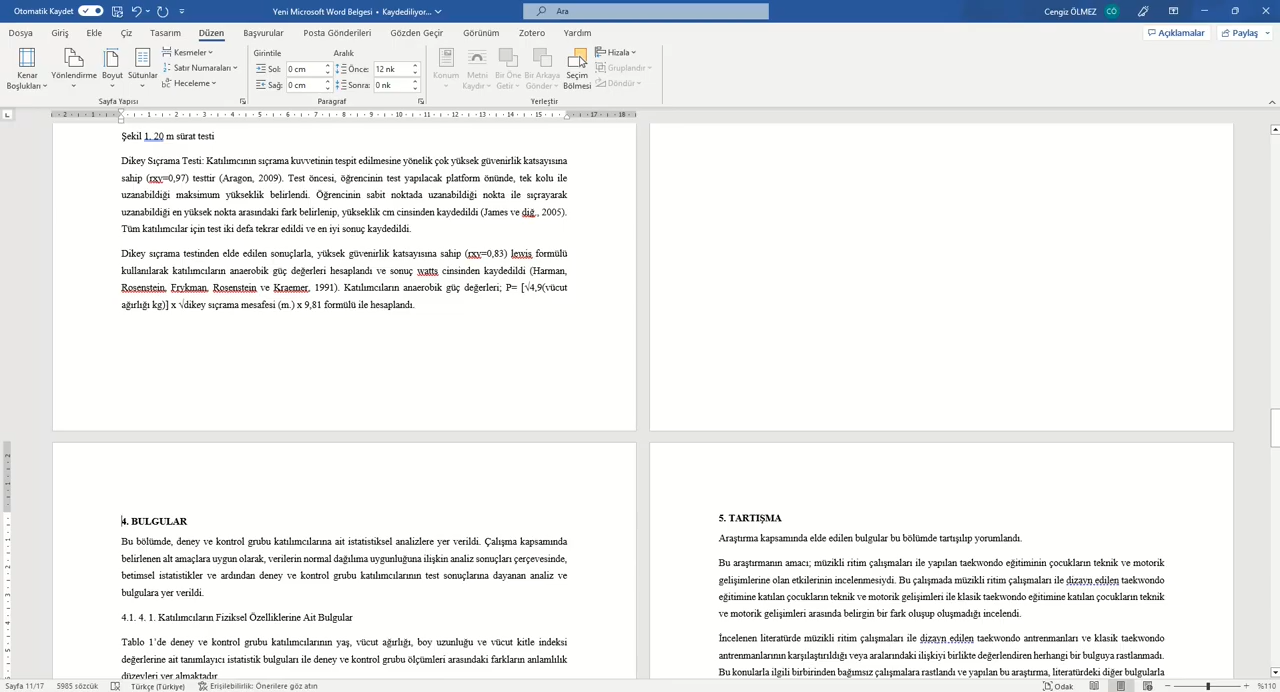 Otomatik Kaydet
Yeni Microsoft Word Belgesi • Kaydediliyor...
Ara
Cengiz ÖLMEZ CÖ
Dosya Giriş Ekle Çiz Tasarım Düzen Başvurular Posta Gönderileri Gözden Geçir Görünüm Zotero Yardım
Açıklamalar Paylaş
Kenar Boşlukları
Yönlendirme
Boyut
Sütunlar
Kesmeler
Satır Numaraları
Heceleme
Sayfa Yapısı
Girintile
Sol: 0 cm
Sağ: 0 cm
Aralık
Önce: 12 nk
Sonra: 0 nk
Paragraf
Konum
Metni Kaydır
Bir Öne Getir
Bir Arkaya Gönder
Seçim Bölmesi
Hizala
Gruplandır
Döndür
Yerleştir
Şekil 1. 20 m sürat testi
Dikey Sıçrama Testi: Katılımcının sıçrama kuvvetinin tespit edilmesine yönelik çok yüksek güvenirlik katsayısına
sahip (rxy=0,97) testtir (Aragon, 2009). Test öncesi, öğrencinin test yapılacak platform önünde, tek kolu ile
uzanabildiği maksimum yükseklik belirlendi. Öğrencinin sabit noktada uzanabildiği nokta ile sıçrayarak
uzanabildiği en yüksek nokta arasındaki fark belirlenip, yükseklik cm cinsinden kaydedildi (James ve diğ., 2005).
Tüm katılımcılar için test iki defa tekrar edildi ve en iyi sonuç kaydedildi.
Dikey sıçrama testinden elde edilen sonuçlarla, yüksek güvenirlik katsayısına sahip (rxy=0,83) lewis formülü
kullanılarak katılımcıların anaerobik güç değerleri hesaplandı ve sonuç watts cinsinden kaydedildi (Harman,
Rosenstein, Frykman, Rosenstein ve Kraemer, 1991). Katılımcıların anaerobik güç değerleri; P= [√4,9(vücut
ağırlığı kg)] x √dikey sıçrama mesafesi (m.) x 9,81 formülü ile hesaplandı.
4. BULGULAR
Bu bölümde, deney ve kontrol grubu katılımcılarına ait istatistiksel analizlere yer verildi. Çalışma kapsamında
belirlenen alt amaçlara uygun olarak, verilerin normal dağılıma uygunluğuna ilişkin analiz sonuçları çerçevesinde,
betimsel istatistikler ve ardından deney ve kontrol grubu katılımcılarının test sonuçlarına dayanan analiz ve
bulgulara yer verildi.
4.1. 4. 1. Katılımcıların Fiziksel Özelliklerine Ait Bulgular
Tablo 1'de deney ve kontrol grubu katılımcılarının yaş, vücut ağırlığı, boy uzunluğu ve vücut kitle indeksi
değerlerine ait tanımlayıcı istatistik bulguları ile deney ve kontrol grubu ölçümleri arasındaki farkların anlamlılık
düzeyleri yer almaktadır.
5. TARTIŞMA
Araştırma kapsamında elde edilen bulgular bu bölümde tartışılıp yorumlandı.
Bu araştırmanın amacı; müzikli ritim çalışmaları ile yapılan taekwondo eğitiminin çocukların teknik ve motorik
gelişimlerine olan etkilerinin incelenmesiydi. Bu çalışmada müzikli ritim çalışmaları ile dizayn edilen taekwondo
eğitimine katılan çocukların teknik ve motorik gelişimleri ile klasik taekwondo eğitimine katılan çocukların teknik
ve motorik gelişimleri arasında belirgin bir fark oluşup oluşmadığı incelendi.
İncelenen literatürde müzikli ritim çalışmaları ile dizayn edilen taekwondo antrenmanları ve klasik taekwondo
antrenmanlarının karşılaştırıldığı veya aralarındaki ilişkiyi birlikte değerlendiren herhangi bir bulguya rastlanmadı.
Bu konularla ilgili birbirinden bağımsız çalışmalara rastlandı ve yapılan bu araştırma, literatürdeki diğer bulgularla
Sayfa 11/17 5985 sözcük Türkçe (Türkiye) Erişilebilirlik: Önerilere göz atın
Odak %110